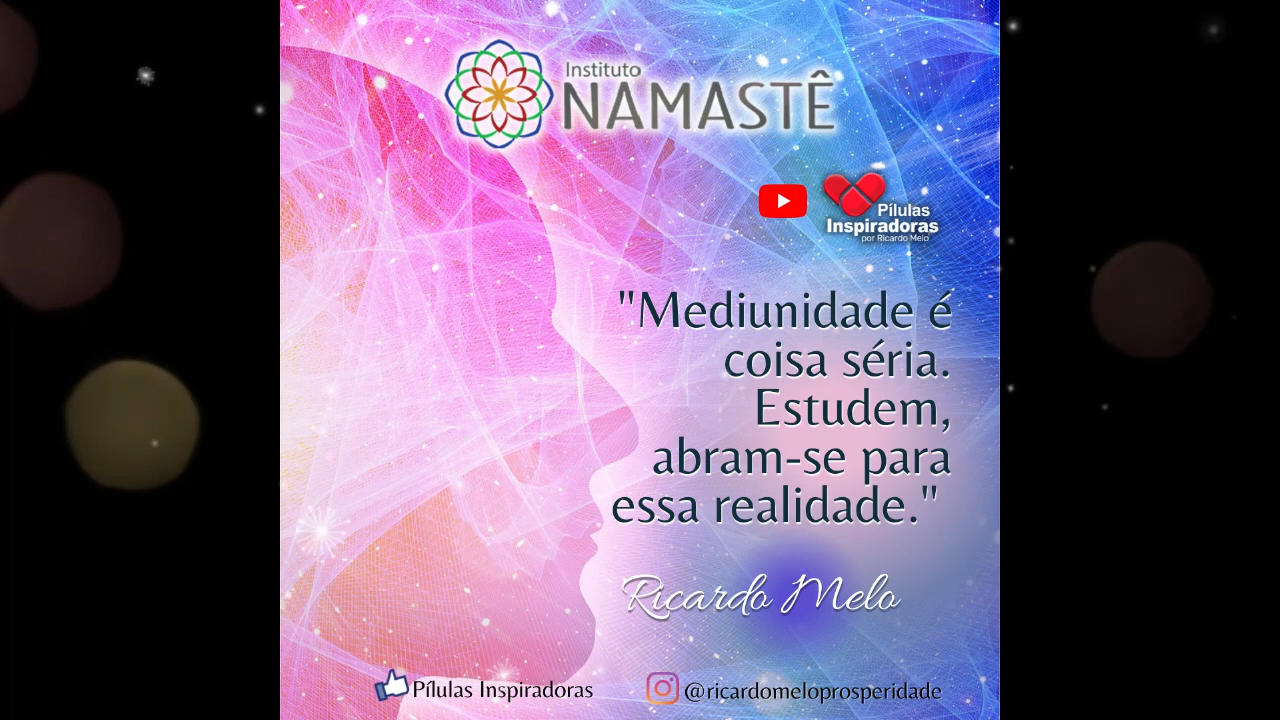 Instituto
NAMASTÊ
Pílulas
Inspiradoras
por Ricardo Melo
"Mediunidade é
coisa séria.
Estudem,
abram-se para
essa realidade."
Ricardo Melo
Pílulas Inspiradoras
@ricardomeloprosperidade